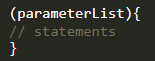 (parameterList){
// statements
}